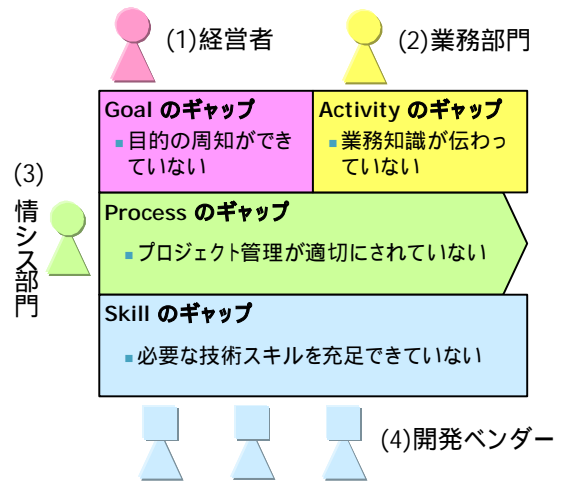 (1)経営者
(2)業務部門
Goal のギャップ
目的の周知ができ
ていない
Activity のギャップ
業務知識が伝わっ
ていない
(3)
情シス部門
Process のギャップ
プロジェクト管理が適切にされていない
Skill のギャップ
必要な技術スキルを充足できていない
(4)開発ベンダー